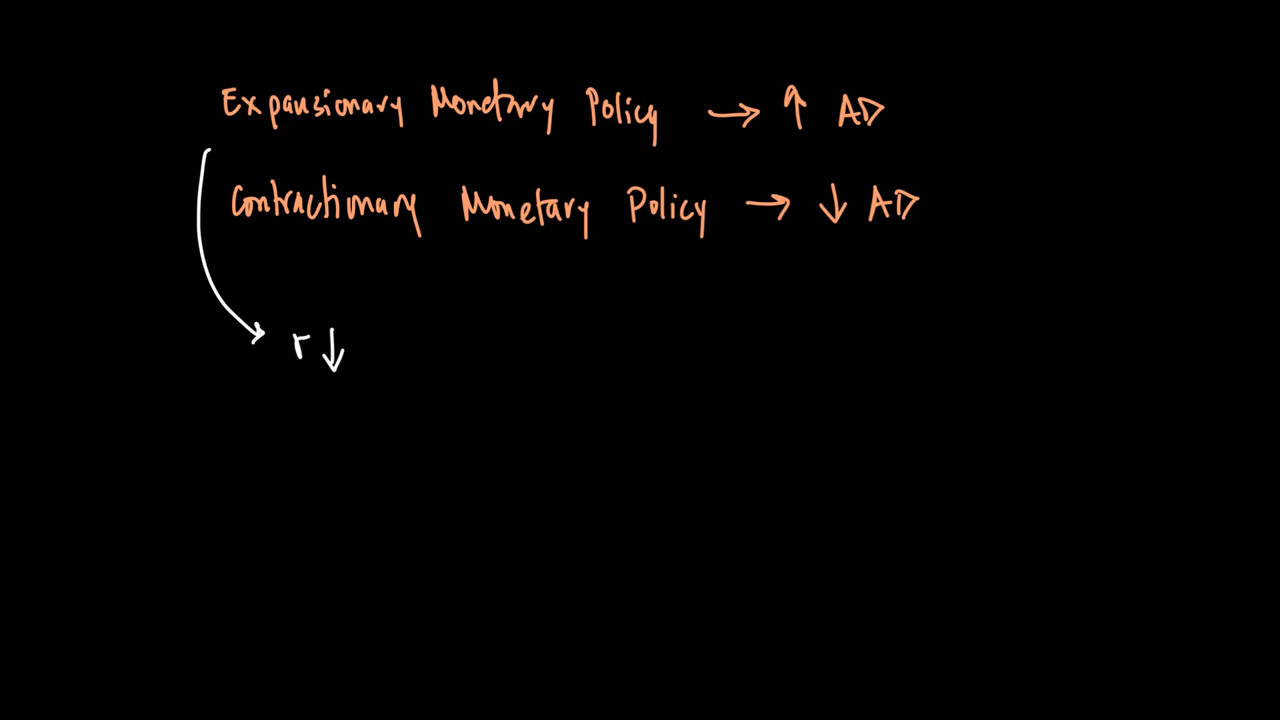 Expansionary Monetary Policy → ↑ AD
Contractionary Monetary Policy → ↓ AD
r ↓